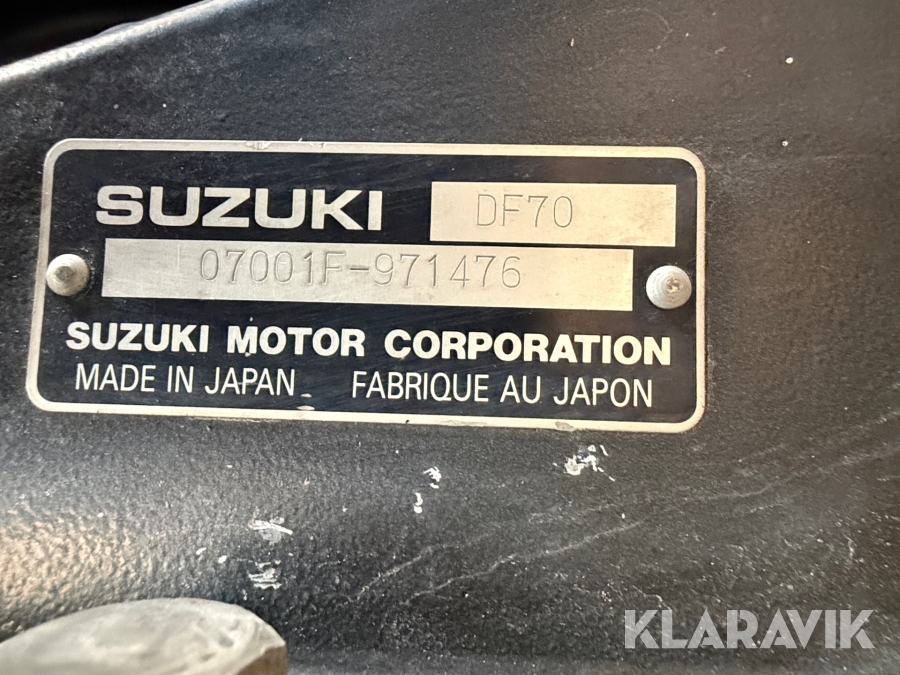 SUZUKI DF70
07001F-971476
SUZUKI MOTOR CORPORATION
MADE IN JAPAN FABRIQUE AU JAPON
KLARAVIK